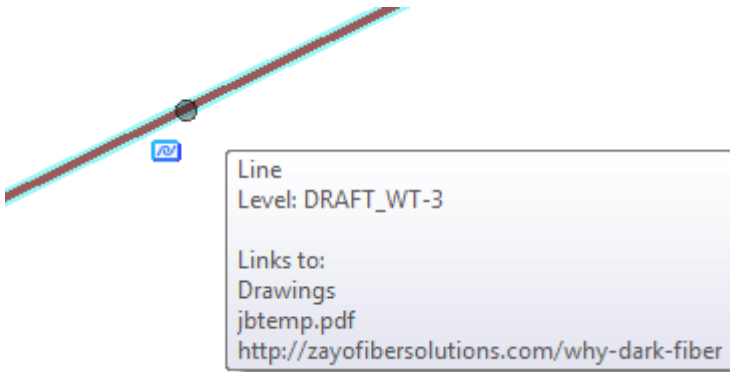 Line
Level: DRAFT_WT-3
Links to:
Drawings
jbtemp.pdf
http://zayofibersolutions.com/why-dark-fiber